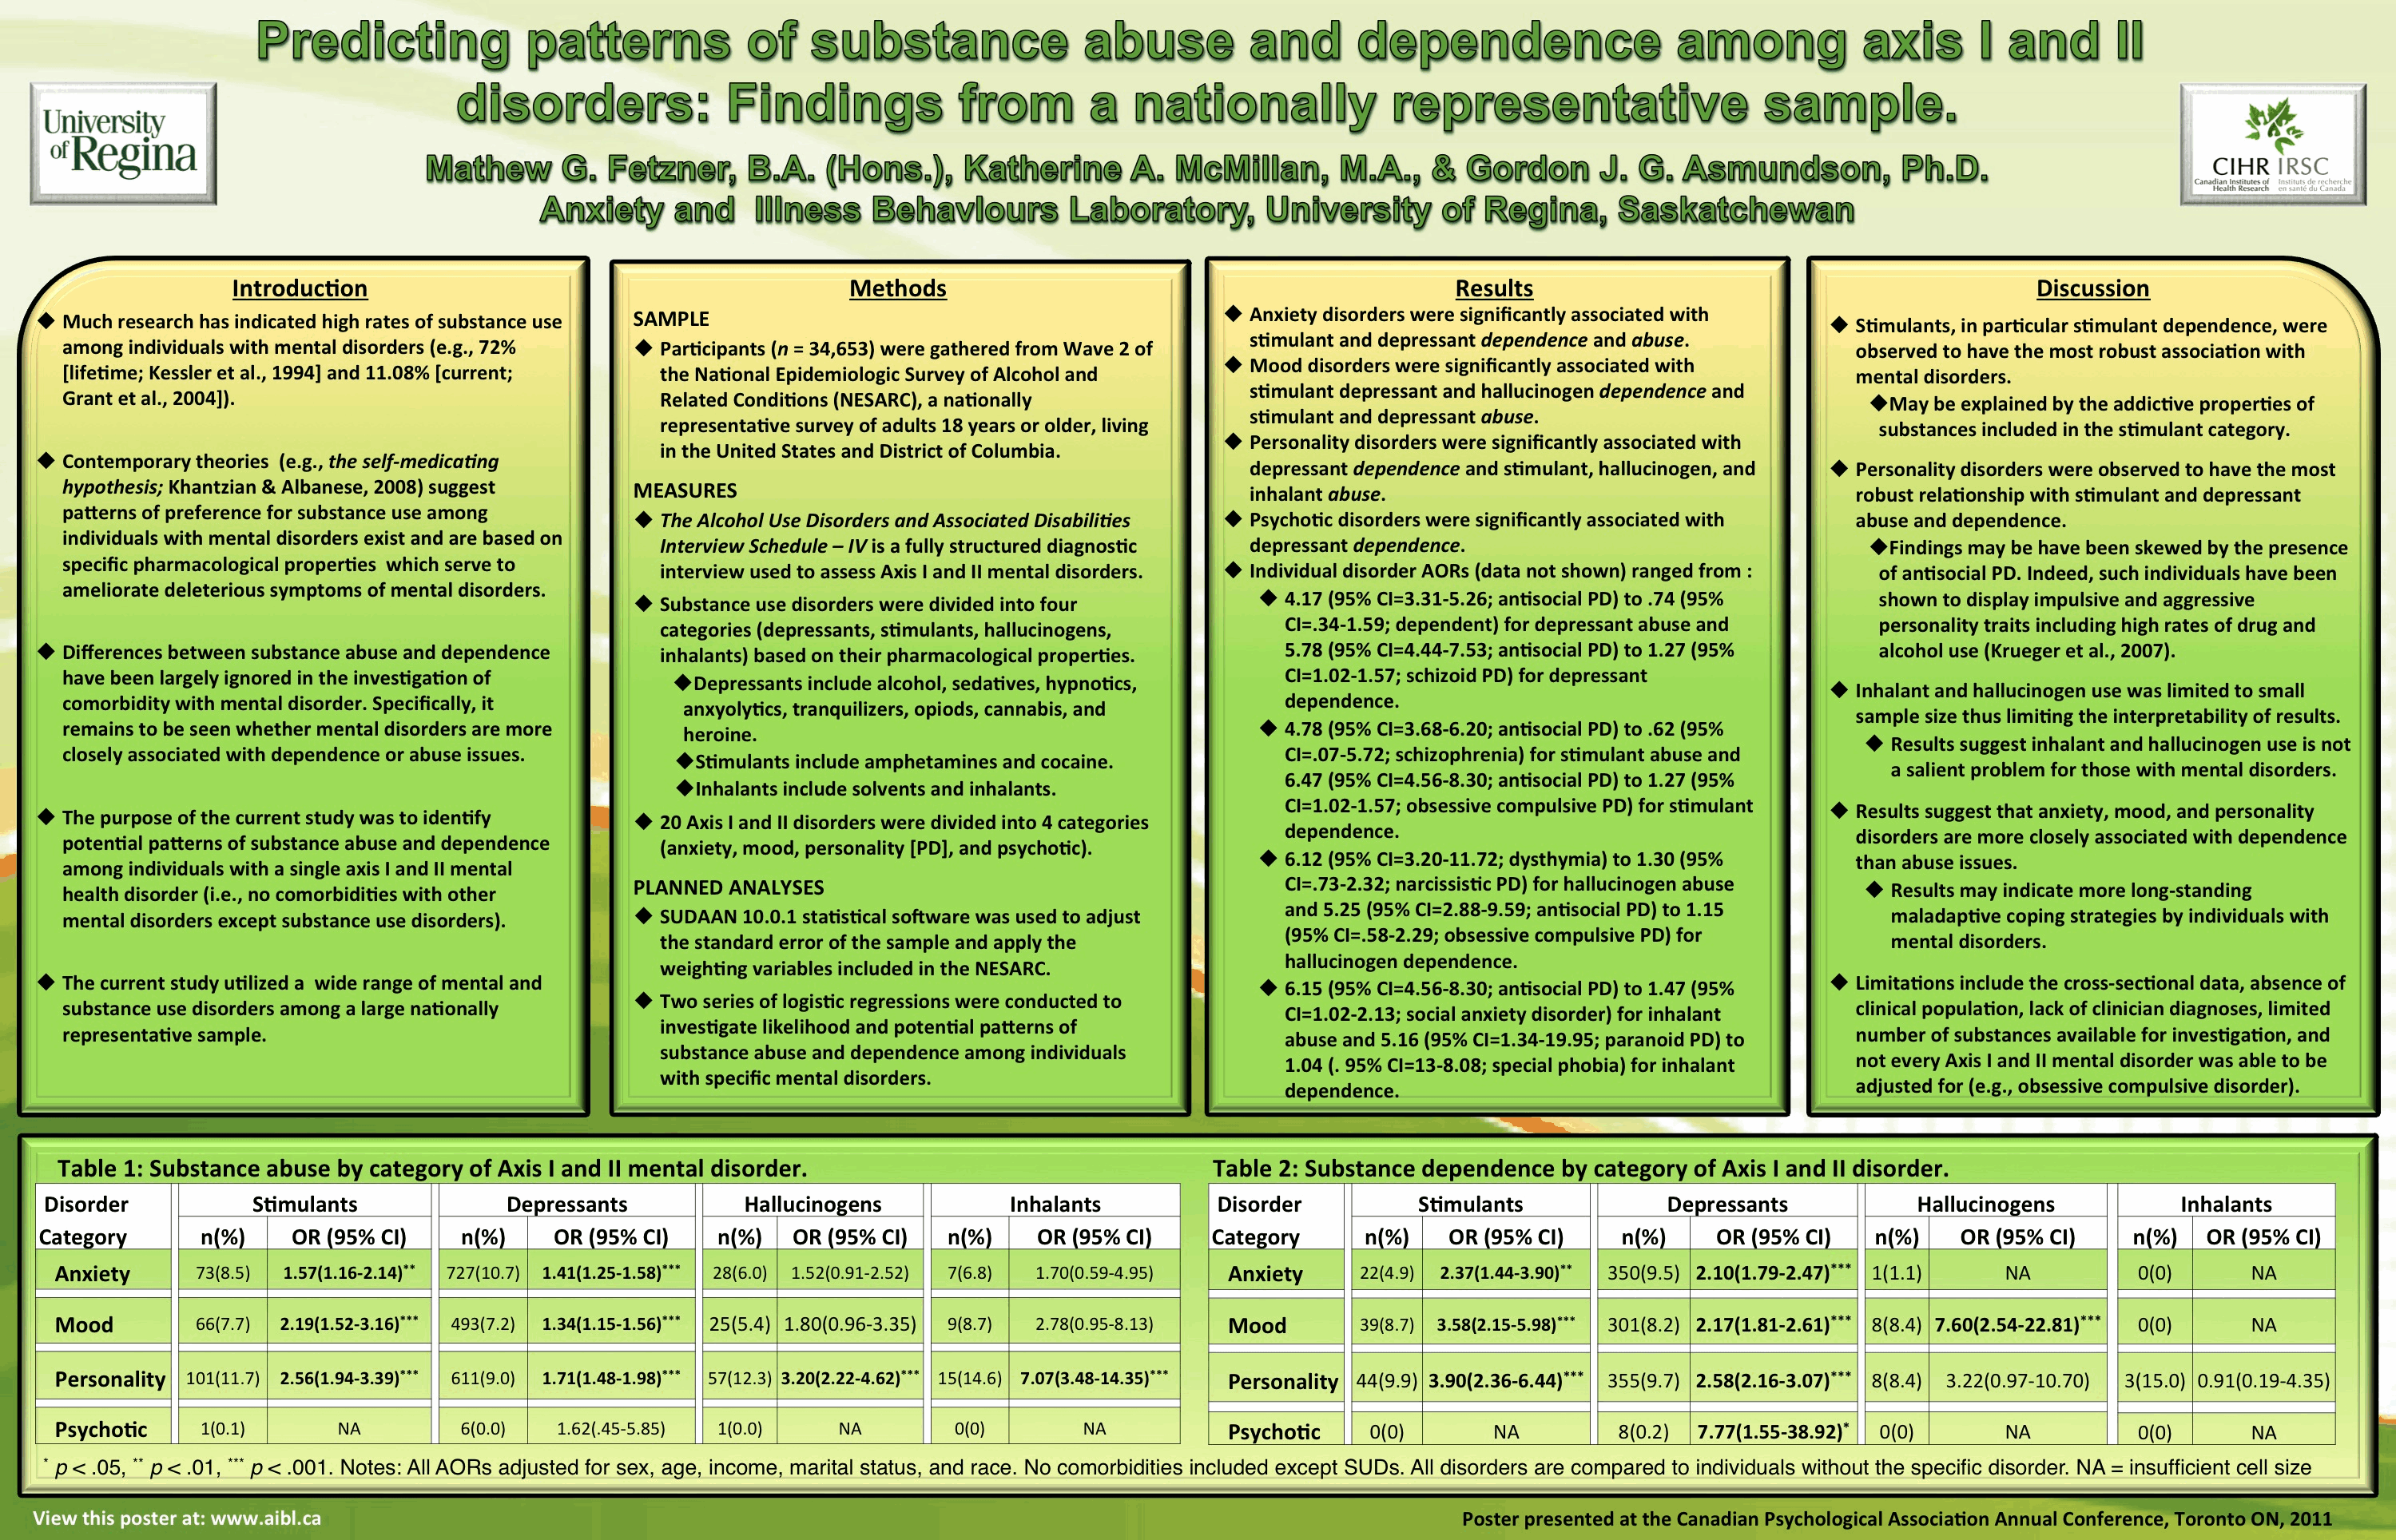 Predicting patterns of substance abuse and dependence among axis I and II
disorders: Findings from a nationally representative sample.
University
of Regina
CIHR IRSC
Canadian Institutes of Instituts de recherche
Health Research en santé du Canada
Mathew G. Fetzner, B.A. (Hons.), Katherine A. McMillan, M.A., & Gordon J. G. Asmundson, Ph.D.
Anxiety and Illness Behaviours Laboratory, University of Regina, Saskatchewan
Introduction
◆ Much research has indicated high rates of substance use
among individuals with mental disorders (e.g., 72%
[lifetime; Kessler et al., 1994] and 11.08% [current;
Grant et al., 2004]).
◆ Contemporary theories (e.g., the self-medicating
hypothesis; Khantzian & Albanese, 2008) suggest
patterns of preference for substance use among
individuals with mental disorders exist and are based on
specific pharmacological properties which serve to
ameliorate deleterious symptoms of mental disorders.
◆ Differences between substance abuse and dependence
have been largely ignored in the investigation of
comorbidity with mental disorder. Specifically, it
remains to be seen whether mental disorders are more
closely associated with dependence or abuse issues.
◆ The purpose of the current study was to identify
potential patterns of substance abuse and dependence
among individuals with a single axis I and II mental
health disorder (i.e., no comorbidities with other
mental disorders except substance use disorders).
◆ The current study utilized a wide range of mental and
substance use disorders among a large nationally
representative sample.
Methods
SAMPLE
◆ Participants (n = 34,653) were gathered from Wave 2 of
the National Epidemiologic Survey of Alcohol and
Related Conditions (NESARC), a nationally
representative survey of adults 18 years or older, living
in the United States and District of Columbia.
MEASURES
◆ The Alcohol Use Disorders and Associated Disabilities
Interview Schedule – IV is a fully structured diagnostic
interview used to assess Axis I and II mental disorders.
◆ Substance use disorders were divided into four
categories (depressants, stimulants, hallucinogens,
inhalants) based on their pharmacological properties.
◆Depressants include alcohol, sedatives, hypnotics,
anxyolytics, tranquilizers, opiods, cannabis, and
heroine.
◆Stimulants include amphetamines and cocaine.
◆Inhalants include solvents and inhalants.
◆ 20 Axis I and II disorders were divided into 4 categories
(anxiety, mood, personality [PD], and psychotic).
PLANNED ANALYSES
◆ SUDAAN 10.0.1 statistical software was used to adjust
the standard error of the sample and apply the
weighting variables included in the NESARC.
◆ Two series of logistic regressions were conducted to
investigate likelihood and potential patterns of
substance abuse and dependence among individuals
with specific mental disorders.
Results
◆ Anxiety disorders were significantly associated with
stimulant and depressant dependence and abuse.
◆ Mood disorders were significantly associated with
stimulant depressant and hallucinogen dependence and
stimulant and depressant abuse.
◆ Personality disorders were significantly associated with
depressant dependence and stimulant, hallucinogen, and
inhalant abuse.
◆ Psychotic disorders were significantly associated with
depressant dependence.
◆ Individual disorder AORs (data not shown) ranged from :
◆ 4.17 (95% CI=3.31-5.26; antisocial PD) to .74 (95%
CI=.34-1.59; dependent) for depressant abuse and
5.78 (95% CI=4.44-7.53; antisocial PD) to 1.27 (95%
CI=1.02-1.57; schizoid PD) for depressant
dependence.
◆ 4.78 (95% CI=3.68-6.20; antisocial PD) to .62 (95%
CI=.07-5.72; schizophrenia) for stimulant abuse and
6.47 (95% CI=4.56-8.30; antisocial PD) to 1.27 (95%
CI=1.02-1.57; obsessive compulsive PD) for stimulant
dependence.
◆ 6.12 (95% CI=3.20-11.72; dysthymia) to 1.30 (95%
CI=.73-2.32; narcissistic PD) for hallucinogen abuse
and 5.25 (95% CI=2.88-9.59; antisocial PD) to 1.15
(95% CI=.58-2.29; obsessive compulsive PD) for
hallucinogen dependence.
◆ 6.15 (95% CI=4.56-8.30; antisocial PD) to 1.47 (95%
CI=1.02-2.13; social anxiety disorder) for inhalant
abuse and 5.16 (95% CI=1.34-19.95; paranoid PD) to
1.04 (. 95% CI=13-8.08; special phobia) for inhalant
dependence.
Discussion
◆ Stimulants, in particular stimulant dependence, were
observed to have the most robust association with
mental disorders.
◆May be explained by the addictive properties of
substances included in the stimulant category.
◆ Personality disorders were observed to have the most
robust relationship with stimulant and depressant
abuse and dependence.
◆Findings may be have been skewed by the presence
of antisocial PD. Indeed, such individuals have been
shown to display impulsive and aggressive
personality traits including high rates of drug and
alcohol use (Krueger et al., 2007).
◆ Inhalant and hallucinogen use was limited to small
sample size thus limiting the interpretability of results.
◆ Results suggest inhalant and hallucinogen use is not
a salient problem for those with mental disorders.
◆ Results suggest that anxiety, mood, and personality
disorders are more closely associated with dependence
than abuse issues.
◆ Results may indicate more long-standing
maladaptive coping strategies by individuals with
mental disorders.
◆ Limitations include the cross-sectional data, absence of
clinical population, lack of clinician diagnoses, limited
number of substances available for investigation, and
not every Axis I and II mental disorder was able to be
adjusted for (e.g., obsessive compulsive disorder).
Table 1: Substance abuse by category of Axis I and II mental disorder.
Disorder Stimulants Depressants Hallucinogens Inhalants
Category n(%) OR (95% CI) n(%) OR (95% CI) n(%) OR (95% CI) n(%) OR (95% CI)
Anxiety 73(8.5) 1.57(1.16-2.14)** 727(10.7) 1.41(1.25-1.58)*** 28(6.0) 1.52(0.91-2.52) 7(6.8) 1.70(0.59-4.95)
Mood 66(7.7) 2.19(1.52-3.16)*** 493(7.2) 1.34(1.15-1.56)*** 25(5.4) 1.80(0.96-3.35) 9(8.7) 2.78(0.95-8.13)
Personality 101(11.7) 2.56(1.94-3.39)*** 611(9.0) 1.71(1.48-1.98)*** 57(12.3) 3.20(2.22-4.62)*** 15(14.6) 7.07(3.48-14.35)***
Psychotic 1(0.1) NA 6(0.0) 1.62(.45-5.85) 1(0.0) NA 0(0) NA
Table 2: Substance dependence by category of Axis I and II disorder.
Disorder Stimulants Depressants Hallucinogens Inhalants
Category n(%) OR (95% CI) n(%) OR (95% CI) n(%) OR (95% CI) n(%) OR (95% CI)
Anxiety 22(4.9) 2.37(1.44-3.90)** 350(9.5) 2.10(1.79-2.47)*** 1(1.1) NA 0(0) NA
Mood 39(8.7) 3.58(2.15-5.98)*** 301(8.2) 2.17(1.81-2.61)*** 8(8.4) 7.60(2.54-22.81)*** 0(0) NA
Personality 44(9.9) 3.90(2.36-6.44)*** 355(9.7) 2.58(2.16-3.07)*** 8(8.4) 3.22(0.97-10.70) 3(15.0) 0.91(0.19-4.35)
Psychotic 0(0) NA 8(0.2) 7.77(1.55-38.92)* 0(0) NA 0(0) NA
* p < .05, ** p < .01, *** p < .001. Notes: All AORs adjusted for sex, age, income, marital status, and race. No comorbidities included except SUDs. All disorders are compared to individuals without the specific disorder. NA = insufficient cell size
View this poster at: www.aibl.ca
Poster presented at the Canadian Psychological Association Annual Conference, Toronto ON, 2011